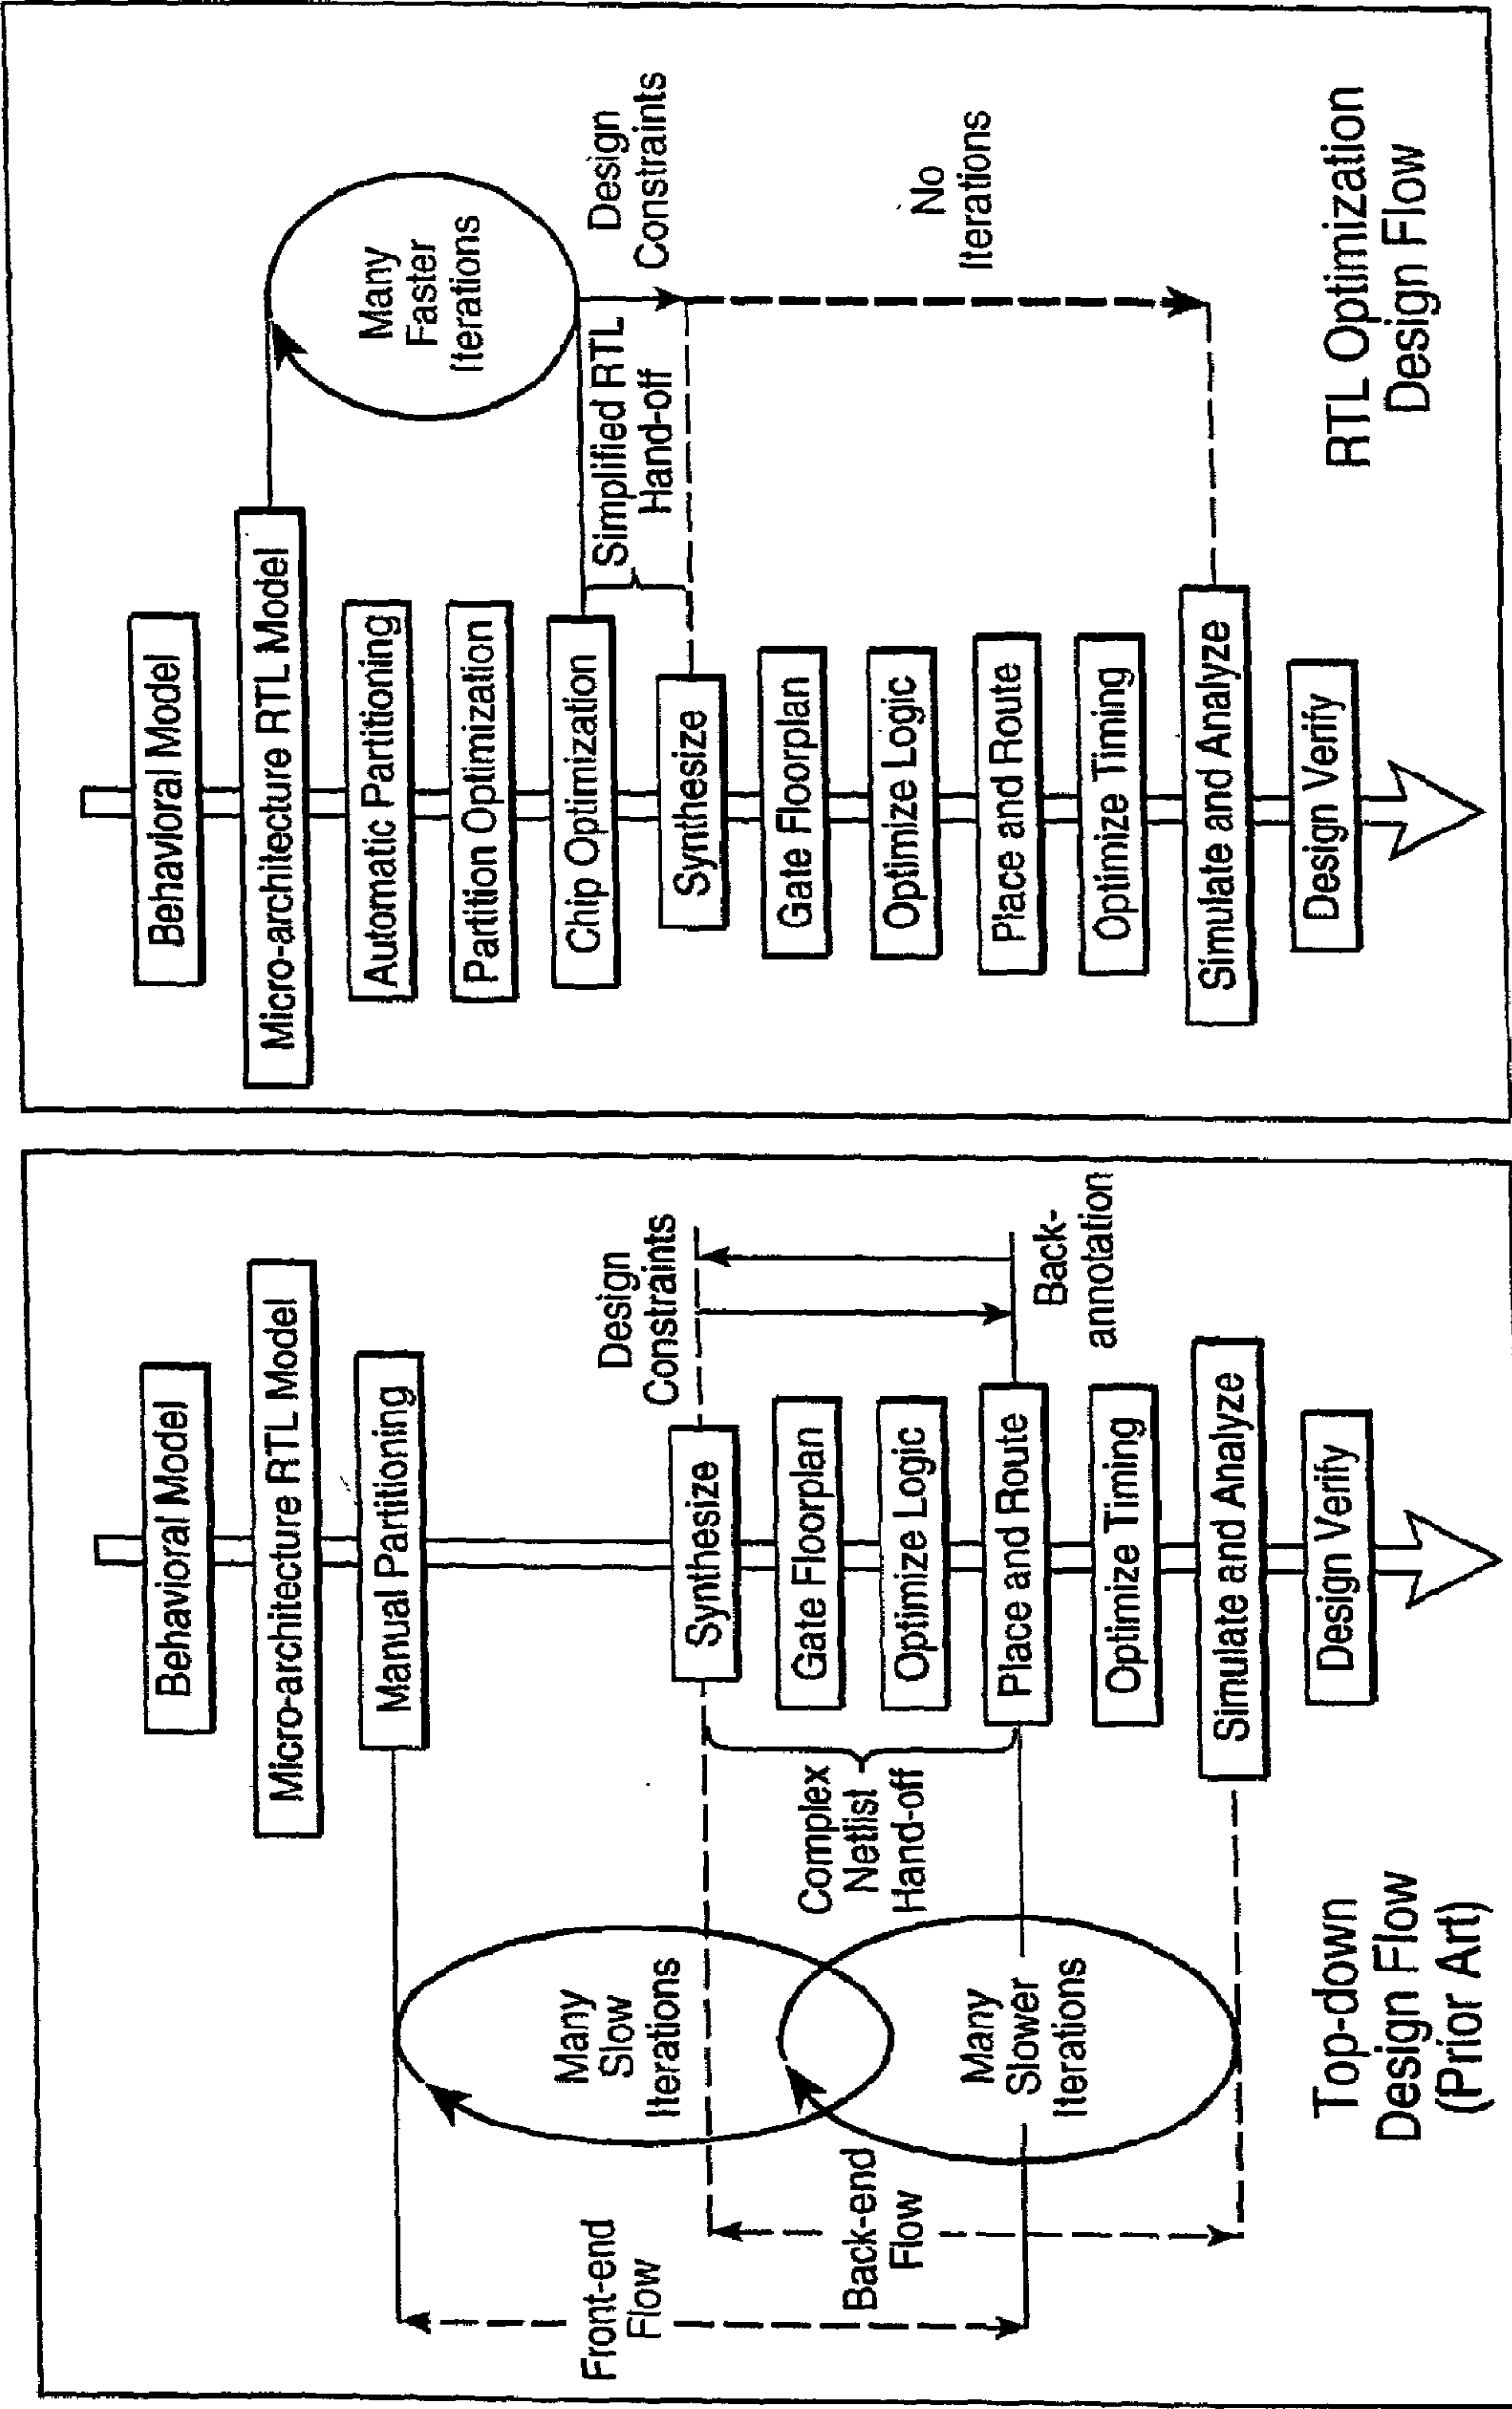 Behavioral Model
Micro-architecture RTL Model
Manual Partitioning
Synthesize
Gate Floorplan
Optimize Logic
Place and Route
Optimize Timing
Simulate and Analyze
Design Verify
Front-end
Flow
Back-end
Flow
Many
Slow
Iterations
Many
Slower
Iterations
Complex
Netlist
Hand-off
Design
Constraints
Back-
annotation
Top-down
Design Flow
(Prior Art)
Behavioral Model
Micro-architecture RTL Model
Automatic Partitioning
Partition Optimization
Chip Optimization
Synthesize
Gate Floorplan
Optimize Logic
Place and Route
Optimize Timing
Simulate and Analyze
Design Verify
Many
Faster
Iterations
Simplified RTL
Hand-off
Design
Constraints
No
Iterations
RTL Optimization
Design Flow